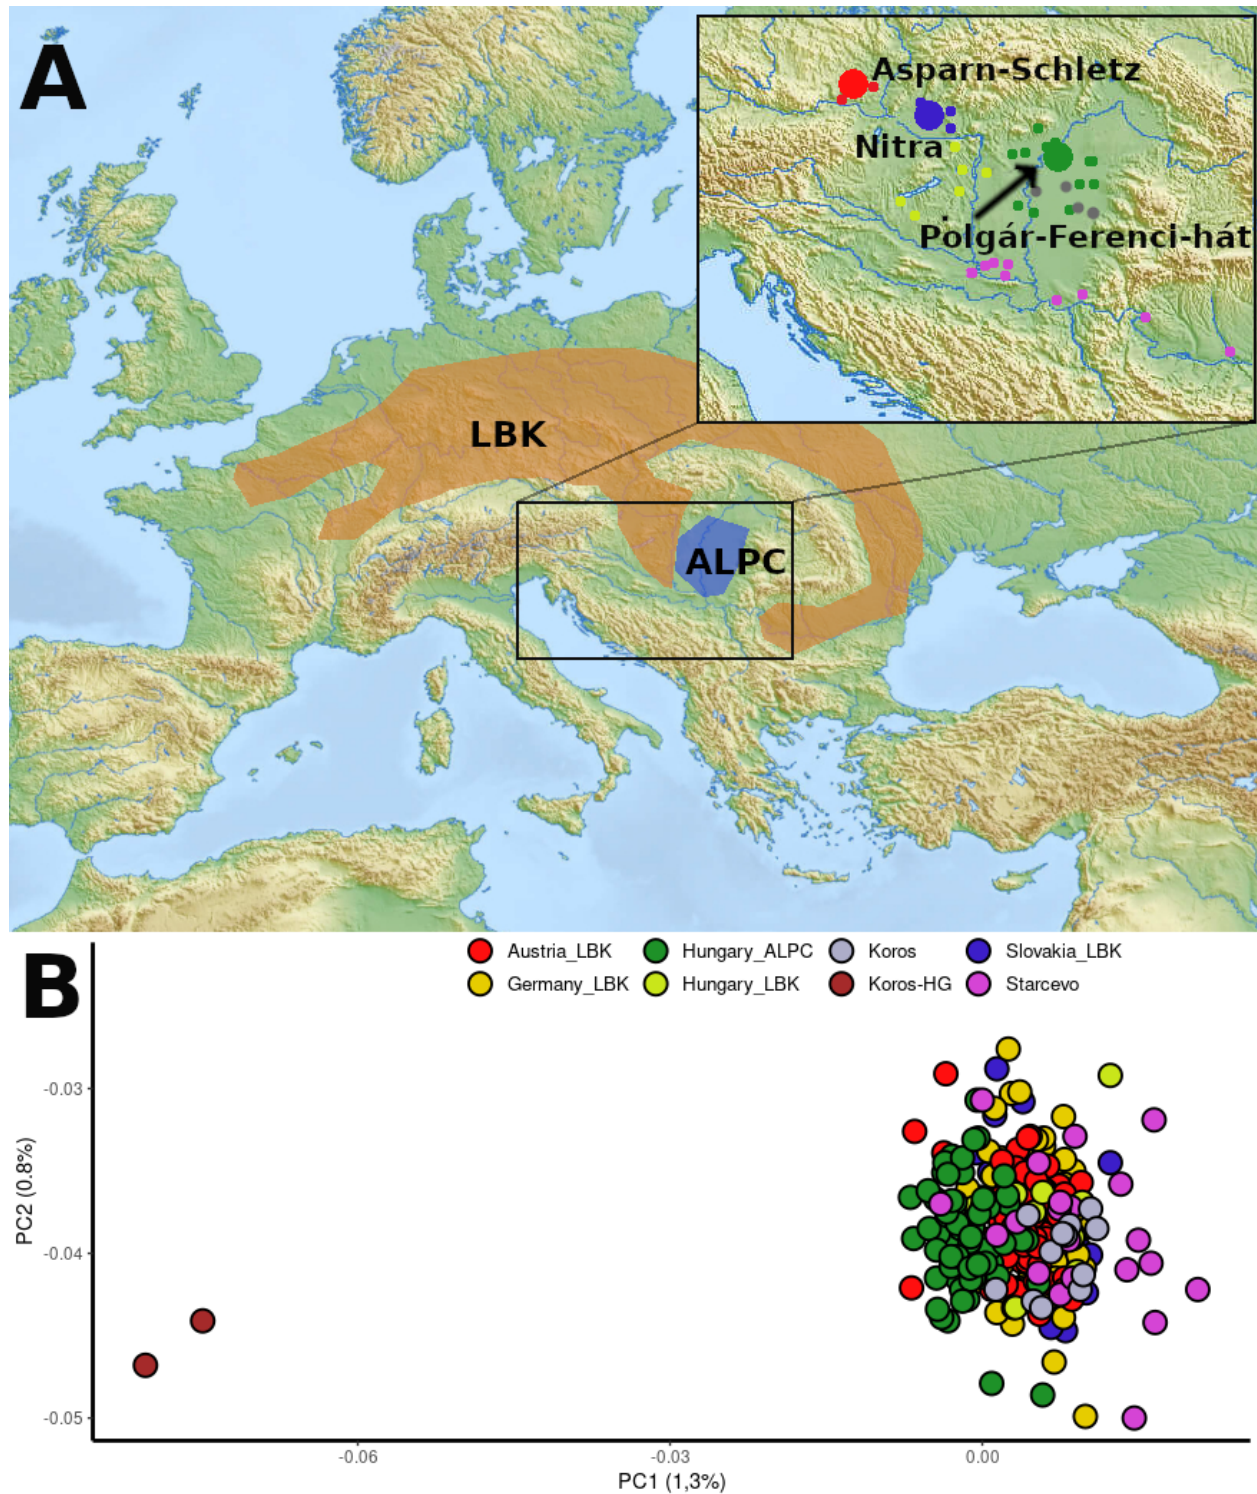 A
Asparn-Schletz
Nitra
Polgár-Ferenci-hát
LBK
ALPC
B
Austria_LBK Hungary_ALPC Koros Slovakia_LBK
Germany_LBK Hungary_LBK Koros-HG Starcevo
-0.03
-0.04
-0.05
PC2 (0.8%)
-0.06 -0.03 0.00
PC1 (1,3%)